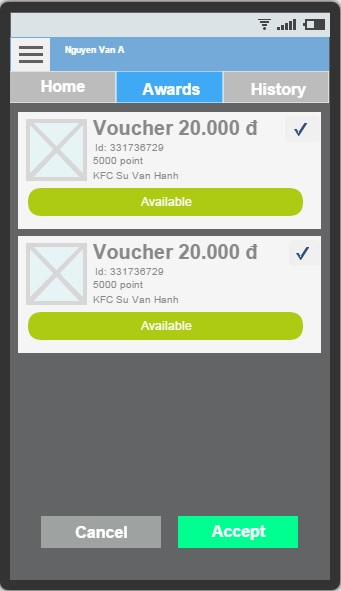 Nguyen Van A
Home
Awards
History
Voucher 20.000 đ
Id: 331736729
5000 point
KFC Su Van Hanh
Available
Voucher 20.000 đ
Id: 331736729
5000 point
KFC Su Van Hanh
Available
Cancel
Accept